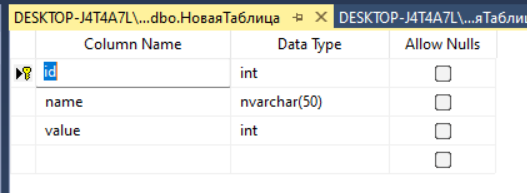 DESKTOP-J4T4A7L\...dbo.НоваяТаблица
DESKTOP-J4T4A7L\...яТаблиц
Column Name Data Type Allow Nulls
id int
name nvarchar(50)
value int